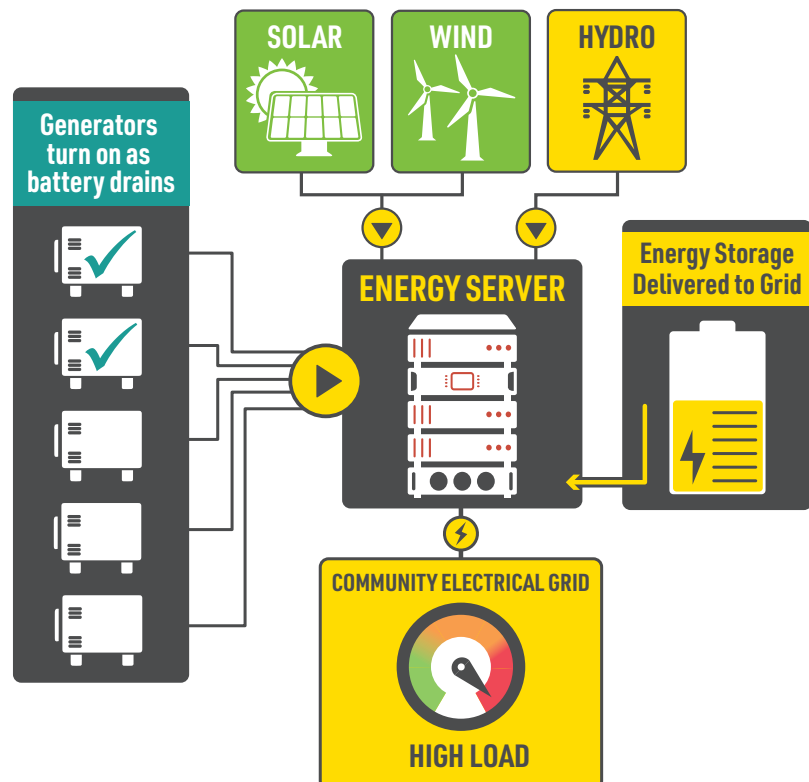 SOLAR
WIND
HYDRO
Generators
turn on as
battery drains
ENERGY SERVER
Energy Storage
Delivered to Grid
COMMUNITY ELECTRICAL GRID
HIGH LOAD